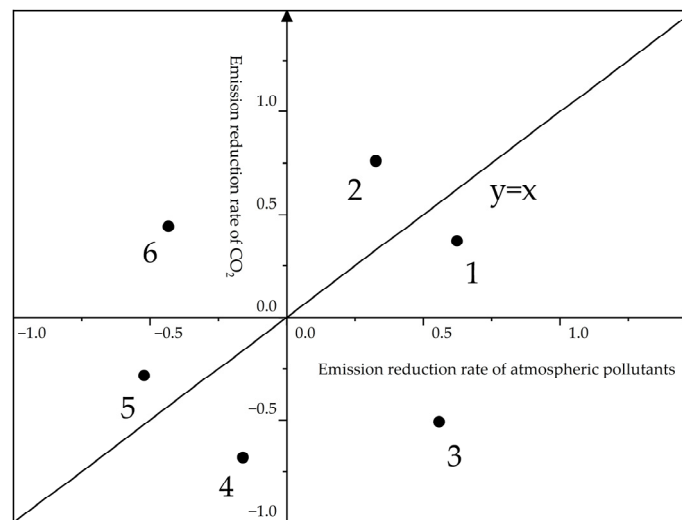 Emission reduction rate of CO₂
1.0
2
y=x
0.5
6
1
0.0
−1.0 −0.5 0.0 0.5 1.0
Emission reduction rate of atmospheric pollutants
5
−0.5
3
4
−1.0